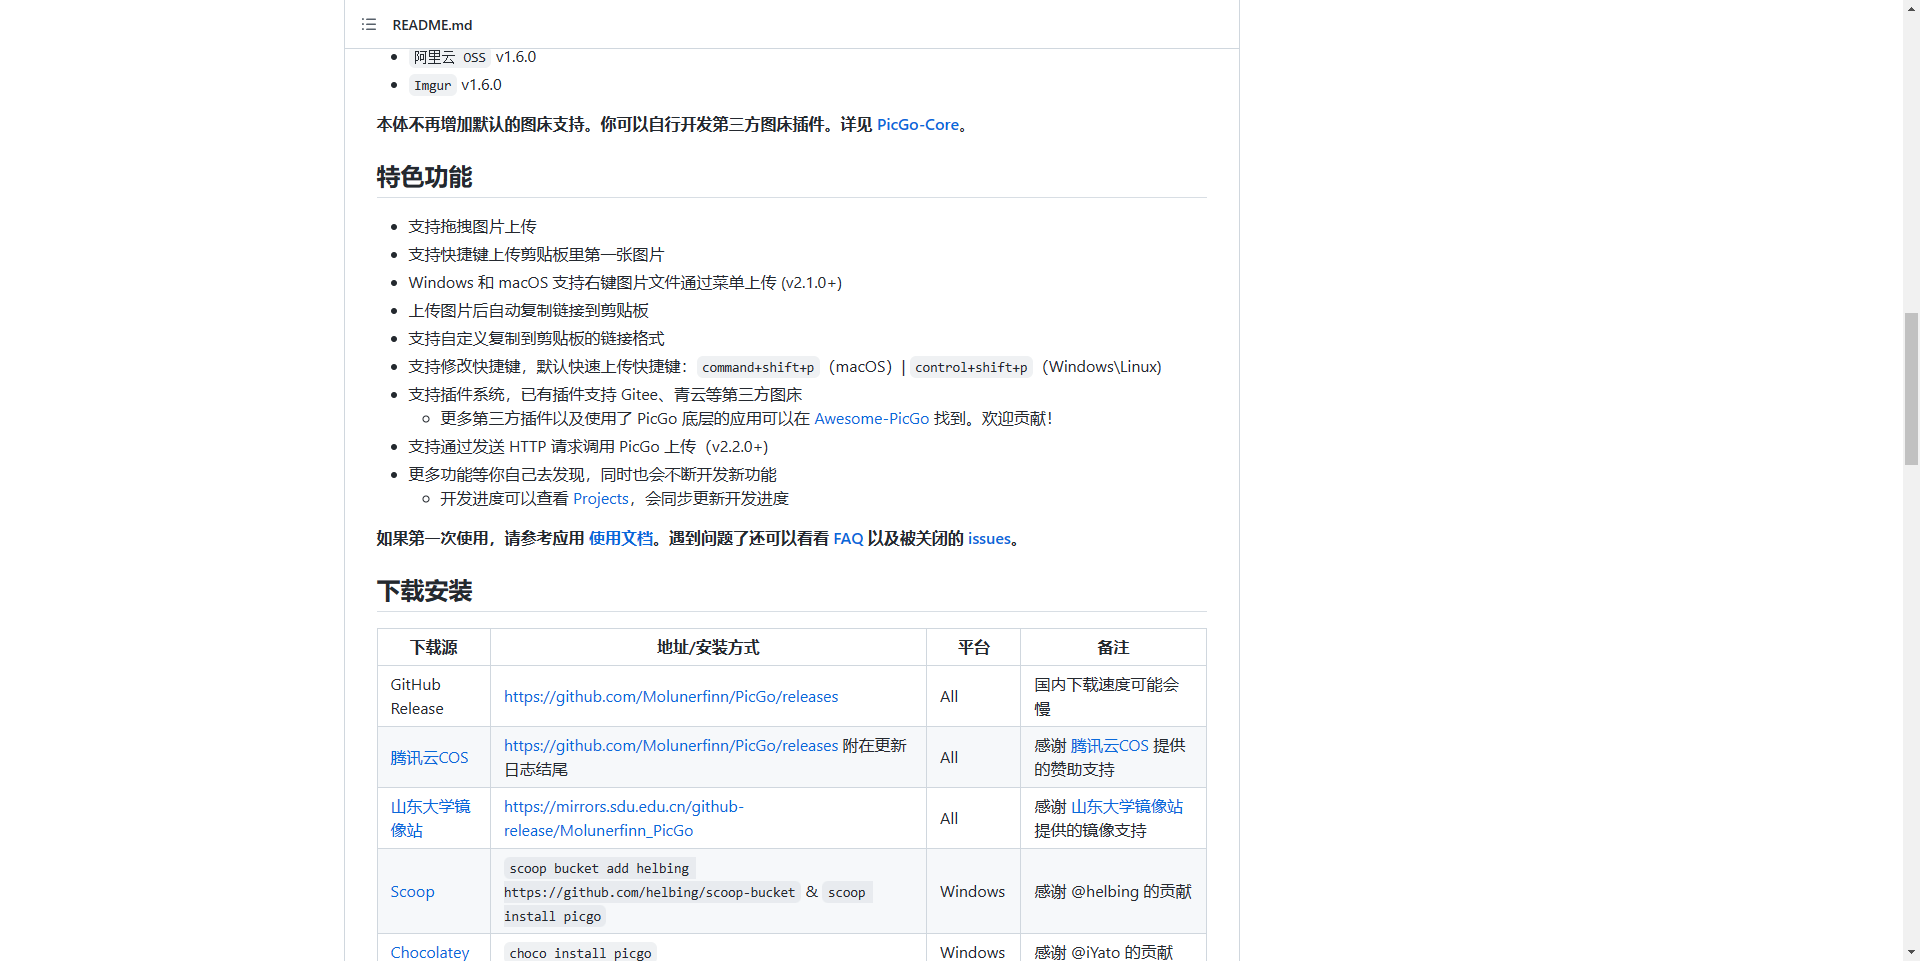 README.md
阿里云 OSS v1.6.0
Imgur v1.6.0
本体不再增加默认的图床支持。你可以自行开发第三方图床插件。详见 PicGo-Core。
特色功能
支持拖拽图片上传
支持快捷键上传剪贴板里第一张图片
Windows 和 macOS 支持右键图片文件通过菜单上传 (v2.1.0+)
上传图片后自动复制链接到剪贴板
支持自定义复制到剪贴板的链接格式
支持修改快捷键，默认快速上传快捷键：command+shift+p（macOS）| control+shift+p（Windows\Linux)
支持插件系统，已有插件支持 Gitee、青云等第三方图床
更多第三方插件以及使用了 PicGo 底层的应用可以在 Awesome-PicGo 找到。欢迎贡献！
支持通过发送 HTTP 请求调用 PicGo 上传（v2.2.0+)
更多功能等你自己去发现，同时也会不断开发新功能
开发进度可以查看 Projects，会同步更新开发进度
如果第一次使用，请参考应用 使用文档。遇到问题了还可以看看 FAQ 以及被关闭的 issues。
下载安装
下载源 地址/安装方式 平台 备注
GitHub
Release
https://github.com/Molunerfinn/PicGo/releases
All
国内下载速度可能会
慢
腾讯云COS
https://github.com/Molunerfinn/PicGo/releases 附在更新
日志结尾
All
感谢 腾讯云COS 提供
的赞助支持
山东大学镜
像站
https://mirrors.sdu.edu.cn/github-
release/Molunerfinn_PicGo
All
感谢 山东大学镜像站
提供的镜像支持
Scoop
scoop bucket add helbing
https://github.com/helbing/scoop-bucket & scoop
install picgo
Windows
感谢 @helbing 的贡献
Chocolatey
choco install picgo
Windows
感谢 @iYato 的贡献